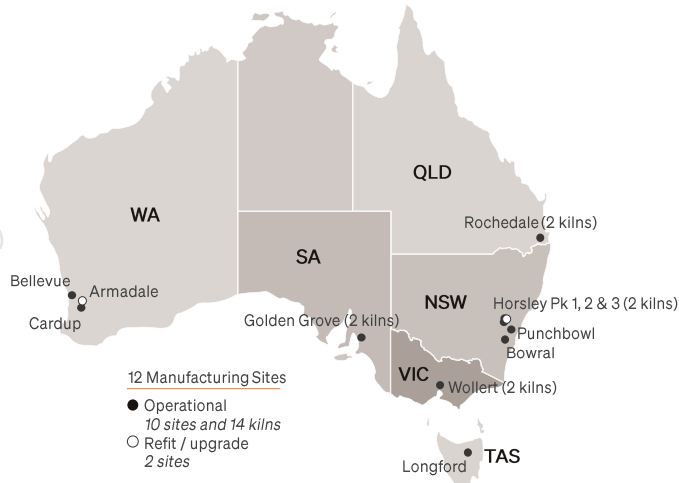 QLD
WA
Rochedale (2 kilns)
SA
Bellevue
Armadale
NSW
Horsley Pk 1, 2 & 3 (2 kilns)
Cardup
Golden Grove (2 kilns)
Punchbowl
Bowral
VIC
Wollert (2 kilns)
12 Manufacturing Sites
Operational
10 sites and 14 kilns
Refit / upgrade
2 sites
Longford
TAS